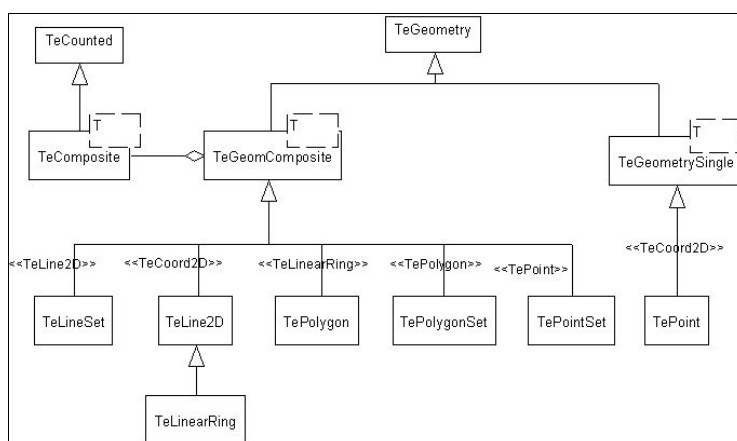 TeCounted
TeGeometry
T
T
T
TeComposite
TeGeomComposite
TeGeometrySingle
<<TeLine2D>>
<<TeCoord2D>>
<<TeLinearRing>>
<<TePolygon>>
<<TePoint>>
<<TeCoord2D>>
TeLineSet
TeLine2D
TePolygon
TePolygonSet
TePointSet
TePoint
TeLinearRing